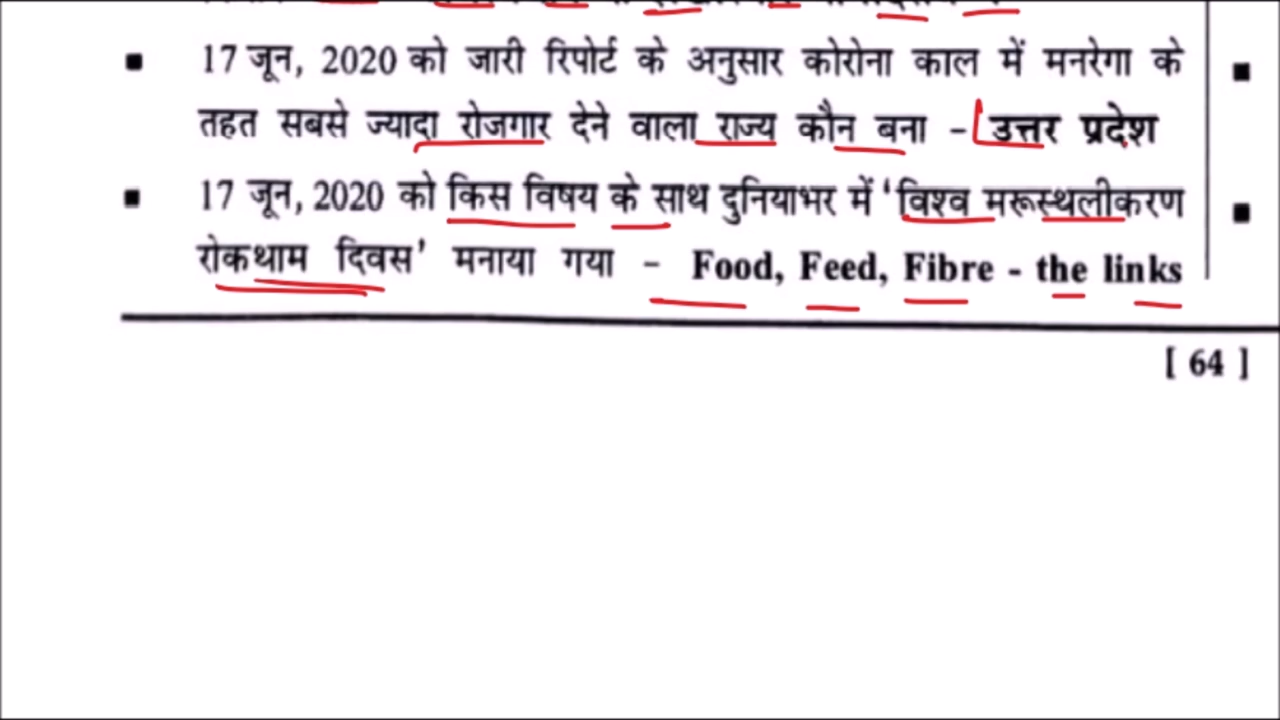 17 जून, 2020 को जारी रिपोर्ट के अनुसार कोरोना काल में मनरेगा के
तहत सबसे ज्यादा रोजगार देने वाला राज्य कौन बना - उत्तर प्रदेश
17 जून, 2020 को किस विषय के साथ दुनियाभर में 'विश्व मरूस्थलीकरण
रोकथाम दिवस' मनाया गया - Food, Feed, Fibre - the links
[ 64 ]